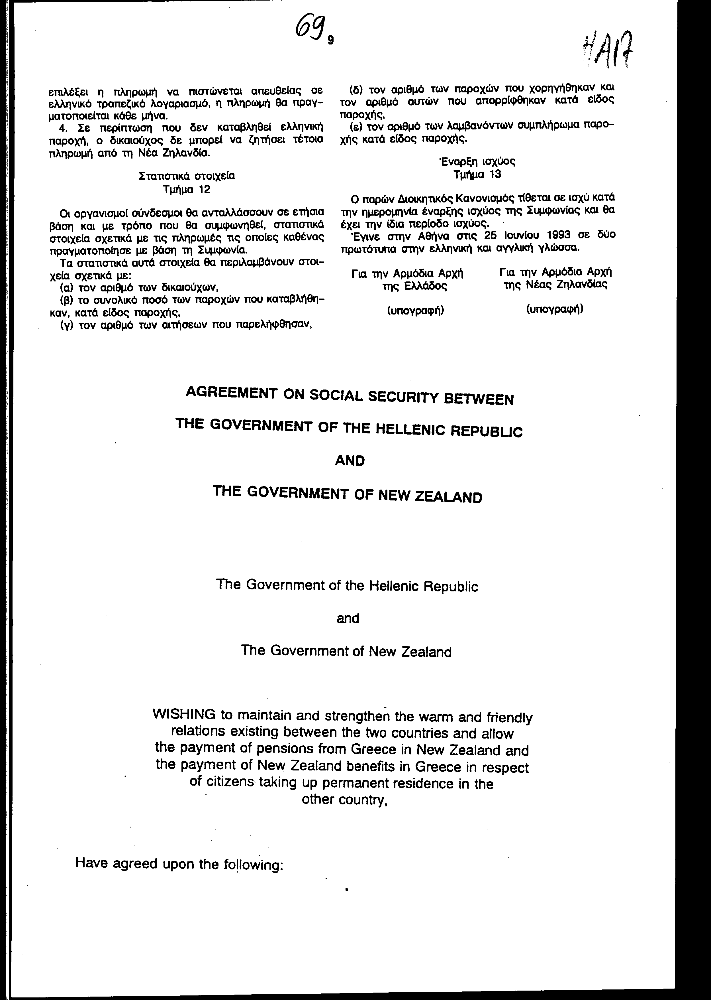 69
9
4A17
επιλέξει η πληρωμή να πιστώνεται απευθείας σε
ελληνικό τραπεζικό λογαριασμό, η πληρωμή θα πραγ-
ματοποιείται κάθε μήνα.
4. Σε περίπτωση που δεν καταβληθεί ελληνική
παροχή, ο δικαιούχος δε μπορεί να ζητήσει τέτοια
πληρωμή από τη Νέα Ζηλανδία.
Στατιστικά στοιχεία
Τμήμα 12
Οι οργανισμοί σύνδεσμοι θα ανταλλάσσουν σε ετήσια
βάση και με τρόπο που θα συμφωνηθεί, στατιστικά
στοιχεία σχετικά με τις πληρωμές τις οποίες καθένας
πραγματοποίησε με βάση τη Συμφωνία.
Τα στατιστικά αυτά στοιχεία θα περιλαμβάνουν στοι-
χεία σχετικά με:
(α) τον αριθμό των δικαιούχων,
(β) το συνολικό ποσό των παροχών που καταβλήθη-
καν, κατά είδος παροχής,
(γ) τον αριθμό των αιτήσεων που παρελήφθησαν,
(δ) τον αριθμό των παροχών που χορηγήθηκαν και
τον αριθμό αυτών που απορρίφθηκαν κατά είδος
παροχής,
(ε) τον αριθμό των λαμβανόντων συμπλήρωμα παρο-
χής κατά είδος παροχής.
Έναρξη ισχύος
Τμήμα 13
Ο παρών Διοικητικός Κανονισμός τίθεται σε ισχύ κατά
την ημερομηνία έναρξης ισχύος της Συμφωνίας και θα
έχει την ίδια περίοδο ισχύος.
Έγινε στην Αθήνα στις 25 Ιουνίου 1993 σε δύο
πρωτότυπα στην ελληνική και αγγλική γλώσσα.
Για την Αρμόδια Αρχή
της Ελλάδος
(υπογραφή)
Για την Αρμόδια Αρχή
της Νέας Ζηλανδίας
(υπογραφή)
AGREEMENT ON SOCIAL SECURITY BETWEEN
THE GOVERNMENT OF THE HELLENIC REPUBLIC
AND
THE GOVERNMENT OF NEW ZEALAND
The Government of the Hellenic Republic
and
The Government of New Zealand
WISHING to maintain and strengthen the warm and friendly
relations existing between the two countries and allow
the payment of pensions from Greece in New Zealand and
the payment of New Zealand benefits in Greece in respect
of citizens taking up permanent residence in the
other country,
Have agreed upon the following: